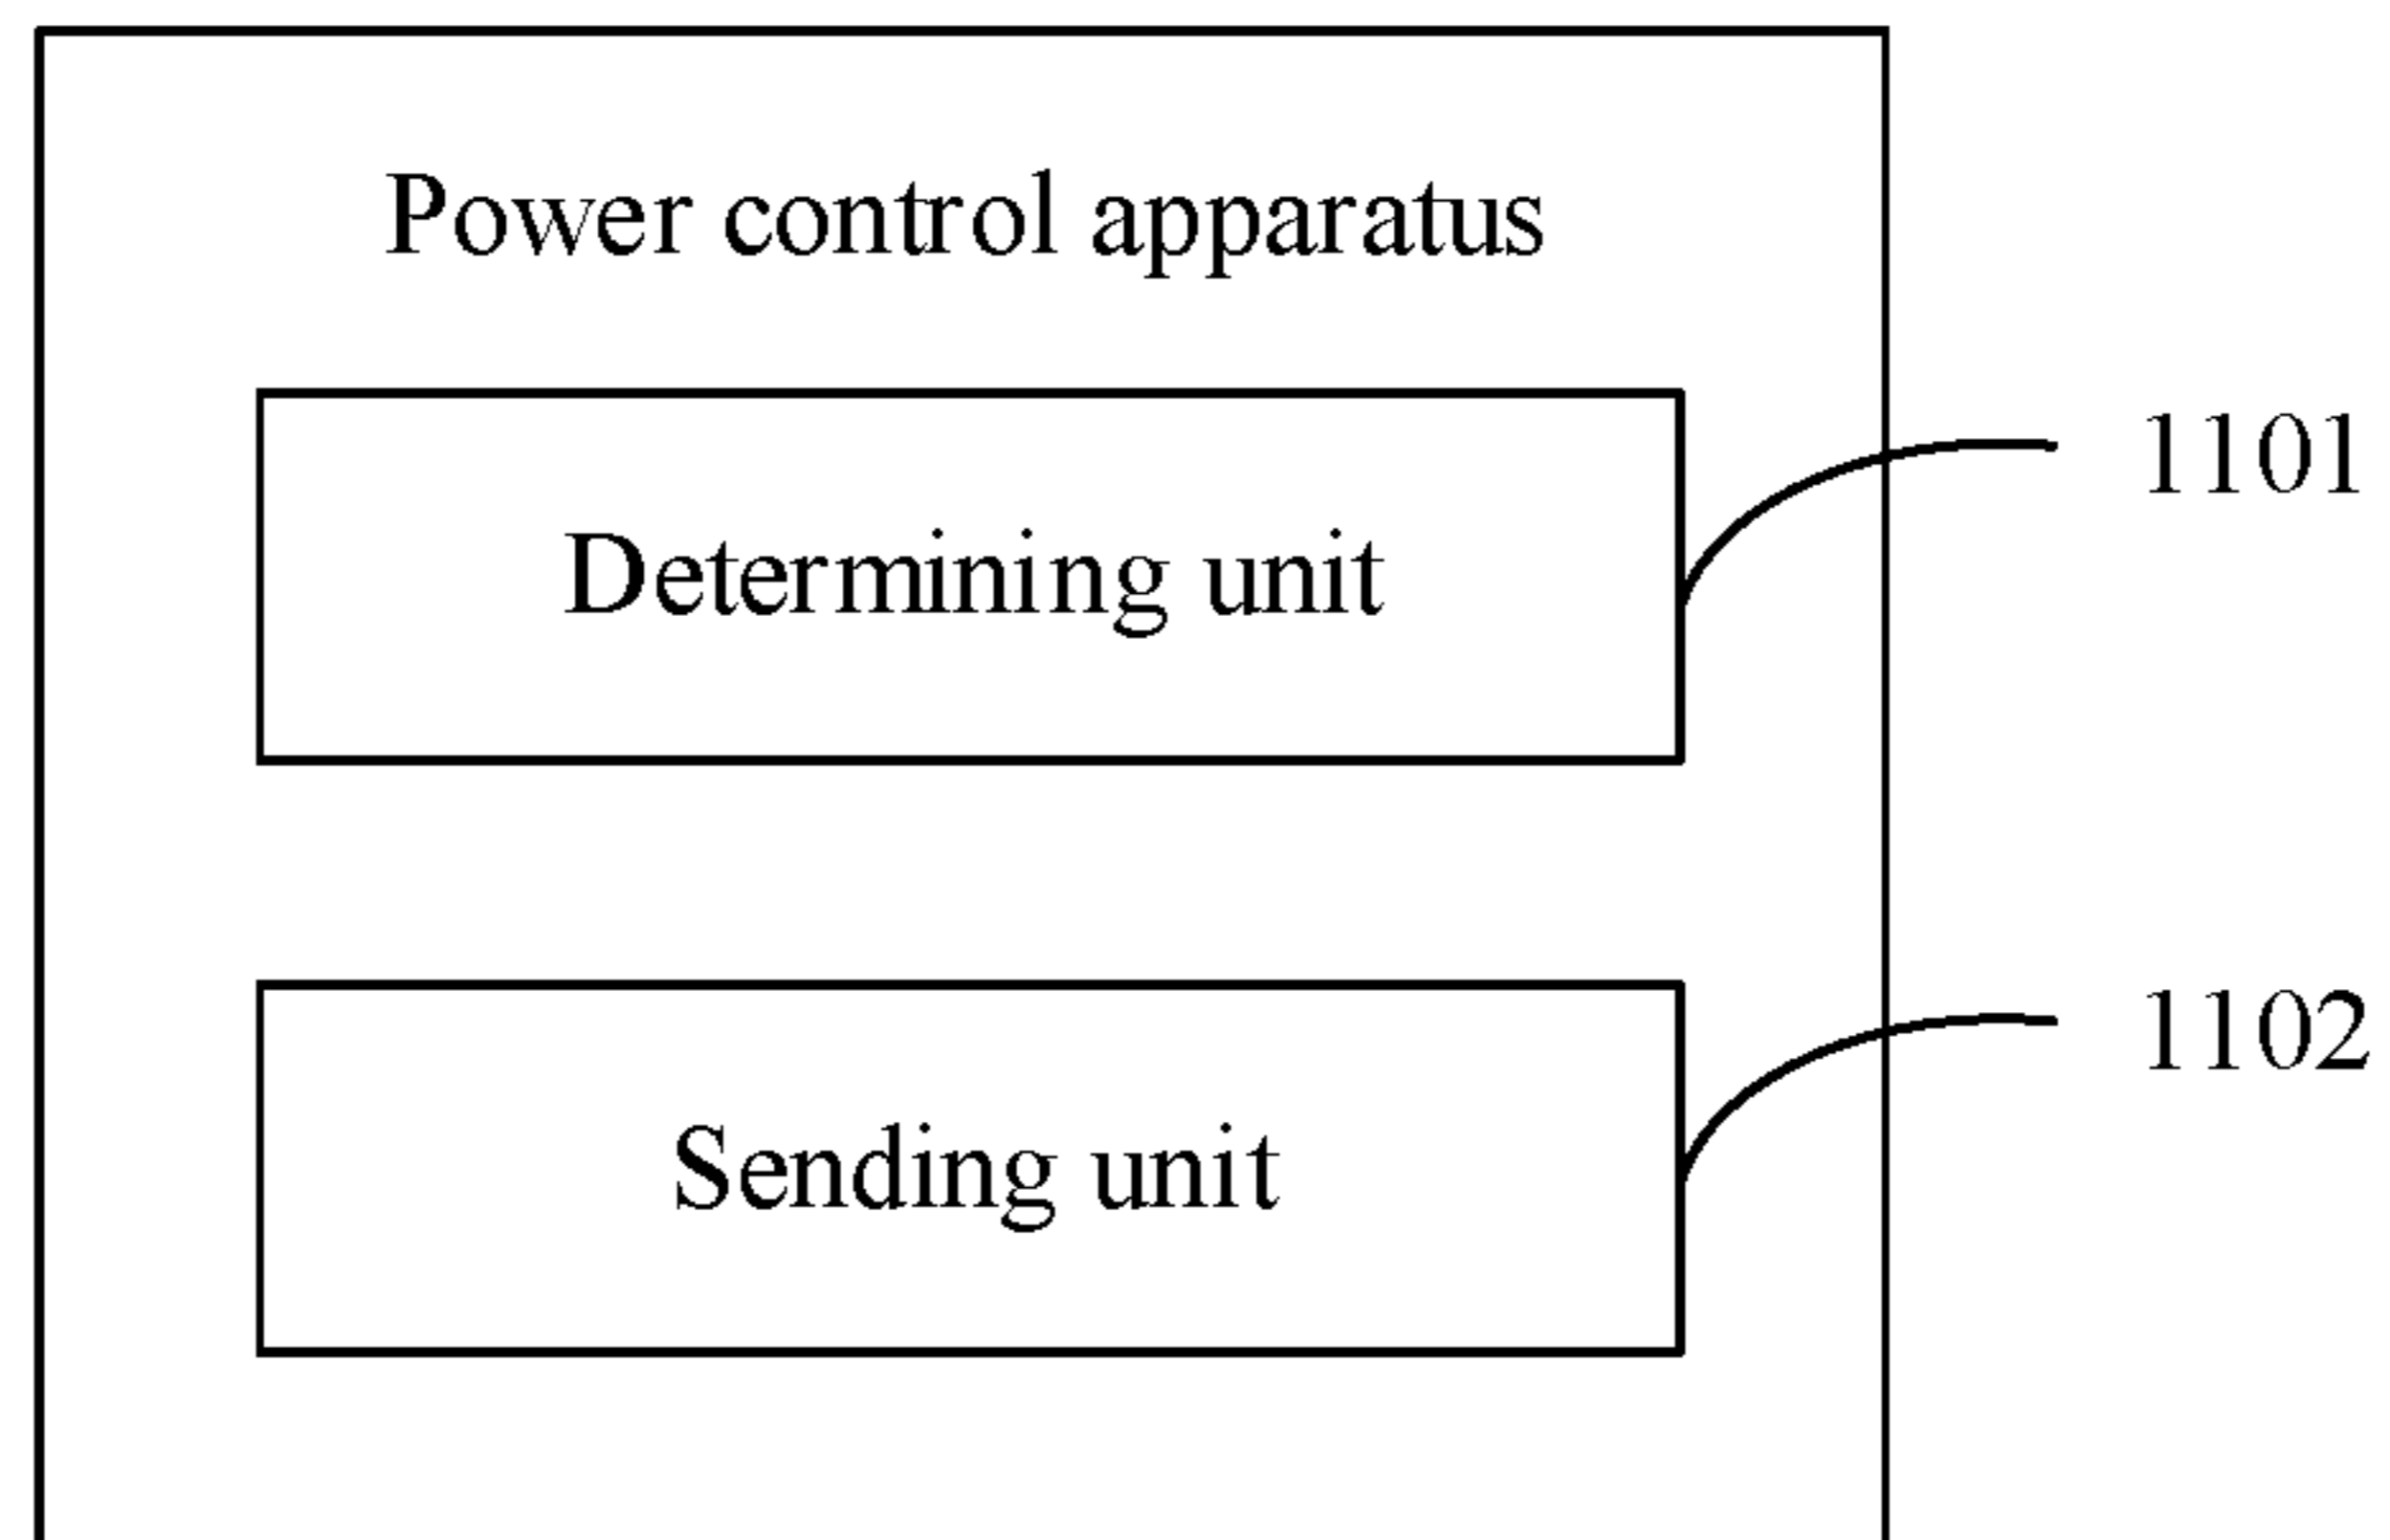 Power control apparatus
1101
Determining unit
1102
Sending unit